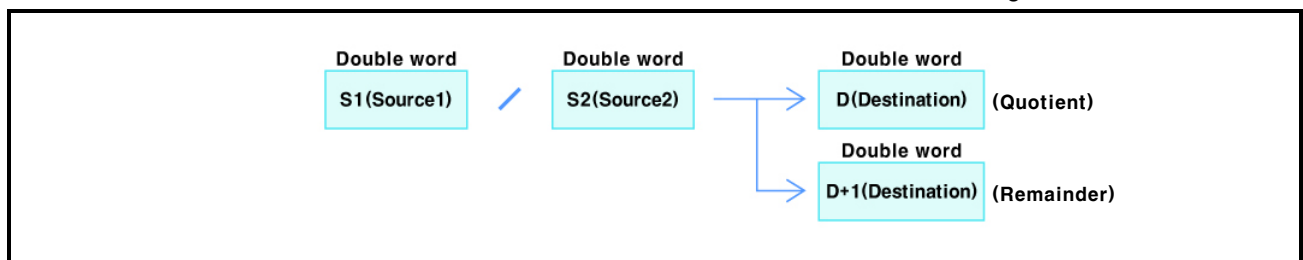 Double word Double word Double word
S1(Source1) / S2(Source2) D(Destination) (Quotient)
Double word
D+1(Destination) (Remainder)